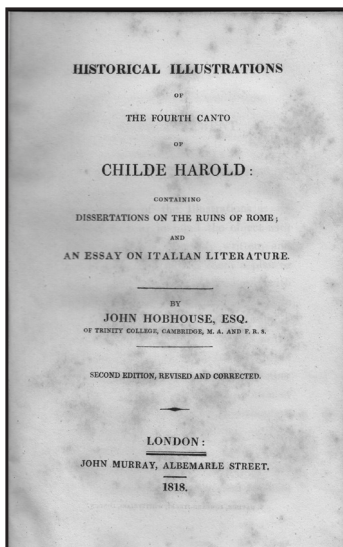 HISTORICAL ILLUSTRATIONS
OF
THE FOURTH CANTO
OF
CHILDE HAROLD:
CONTAINING
DISSERTATIONS ON THE RUINS OF ROME;
AND
AN ESSAY ON ITALIAN LITERATURE.
BY
JOHN HOBHOUSE, ESQ.
OF TRINITY COLLEGE, CAMBRIDGE, M. A. AND F. R. S.
SECOND EDITION, REVISED AND CORRECTED.
LONDON:
JOHN MURRAY, ALBEMARLE STREET.
1818.